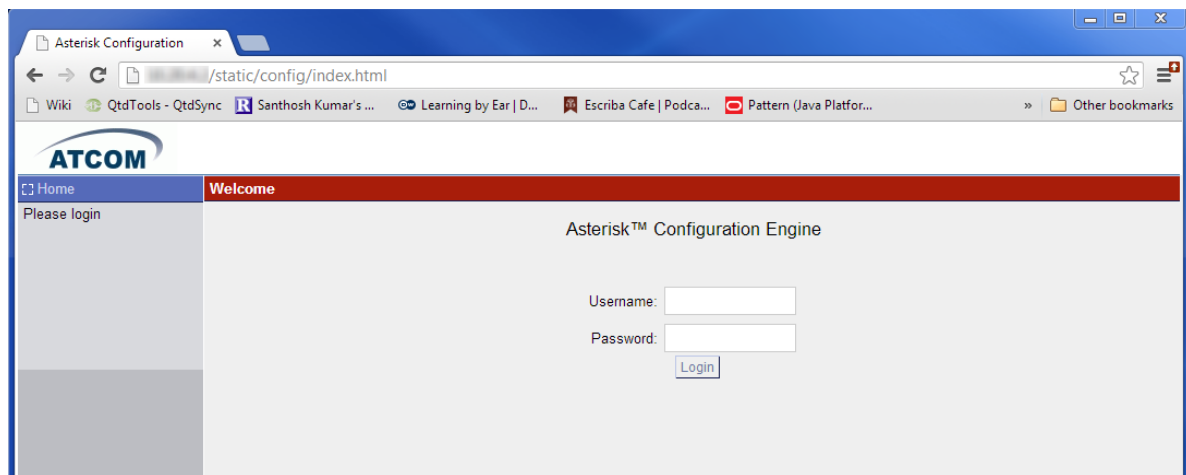 Asterisk Configuration
/static/config/index.html
Wiki QtdTools - QtdSync Santhosh Kumar's ... Learning by Ear | D... Escriba Cafe | Podca... Pattern (Java Platfor... » Other bookmarks
ATCOM
Home Welcome
Please login
Asterisk™ Configuration Engine
Username:
Password:
Login